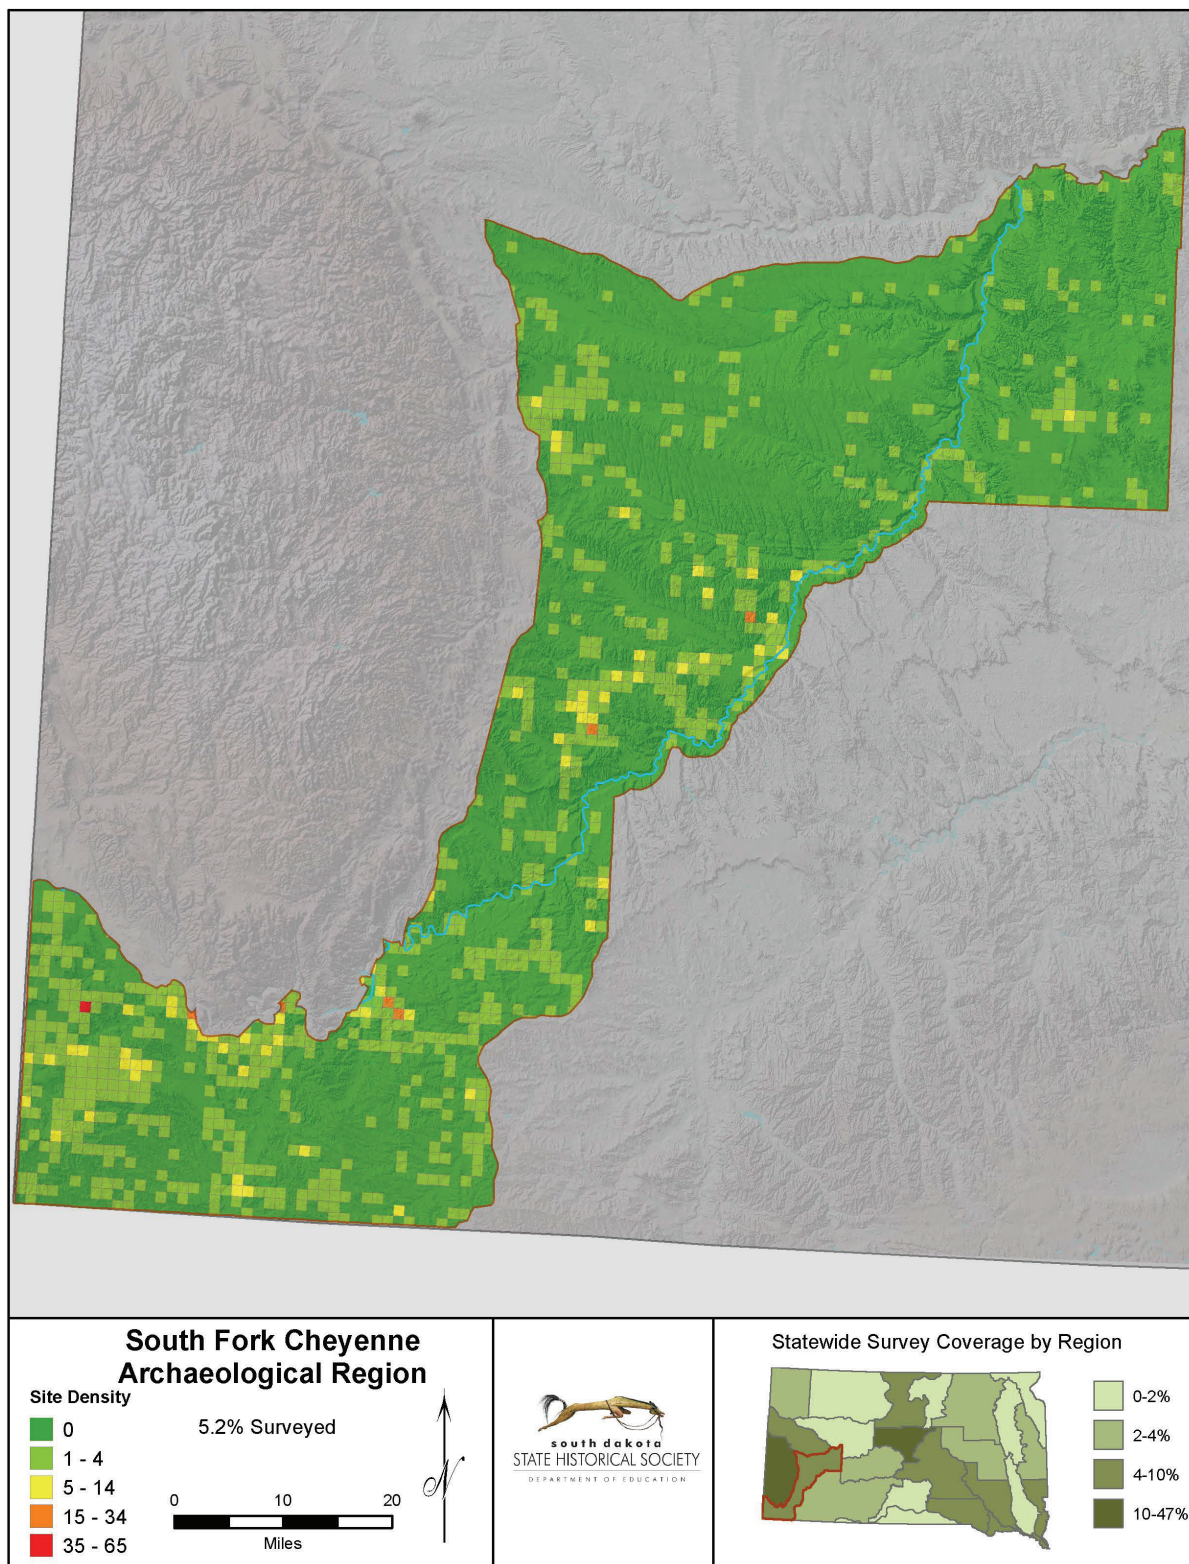 South Fork Cheyenne
Archaeological Region
Site Density
0
1 - 4
5 - 14
15 - 34
35 - 65
5.2% Surveyed
0 10 20
Miles
N
south dakota
STATE HISTORICAL SOCIETY
DEPARTMENT OF EDUCATION
Statewide Survey Coverage by Region
0-2%
2-4%
4-10%
10-47%